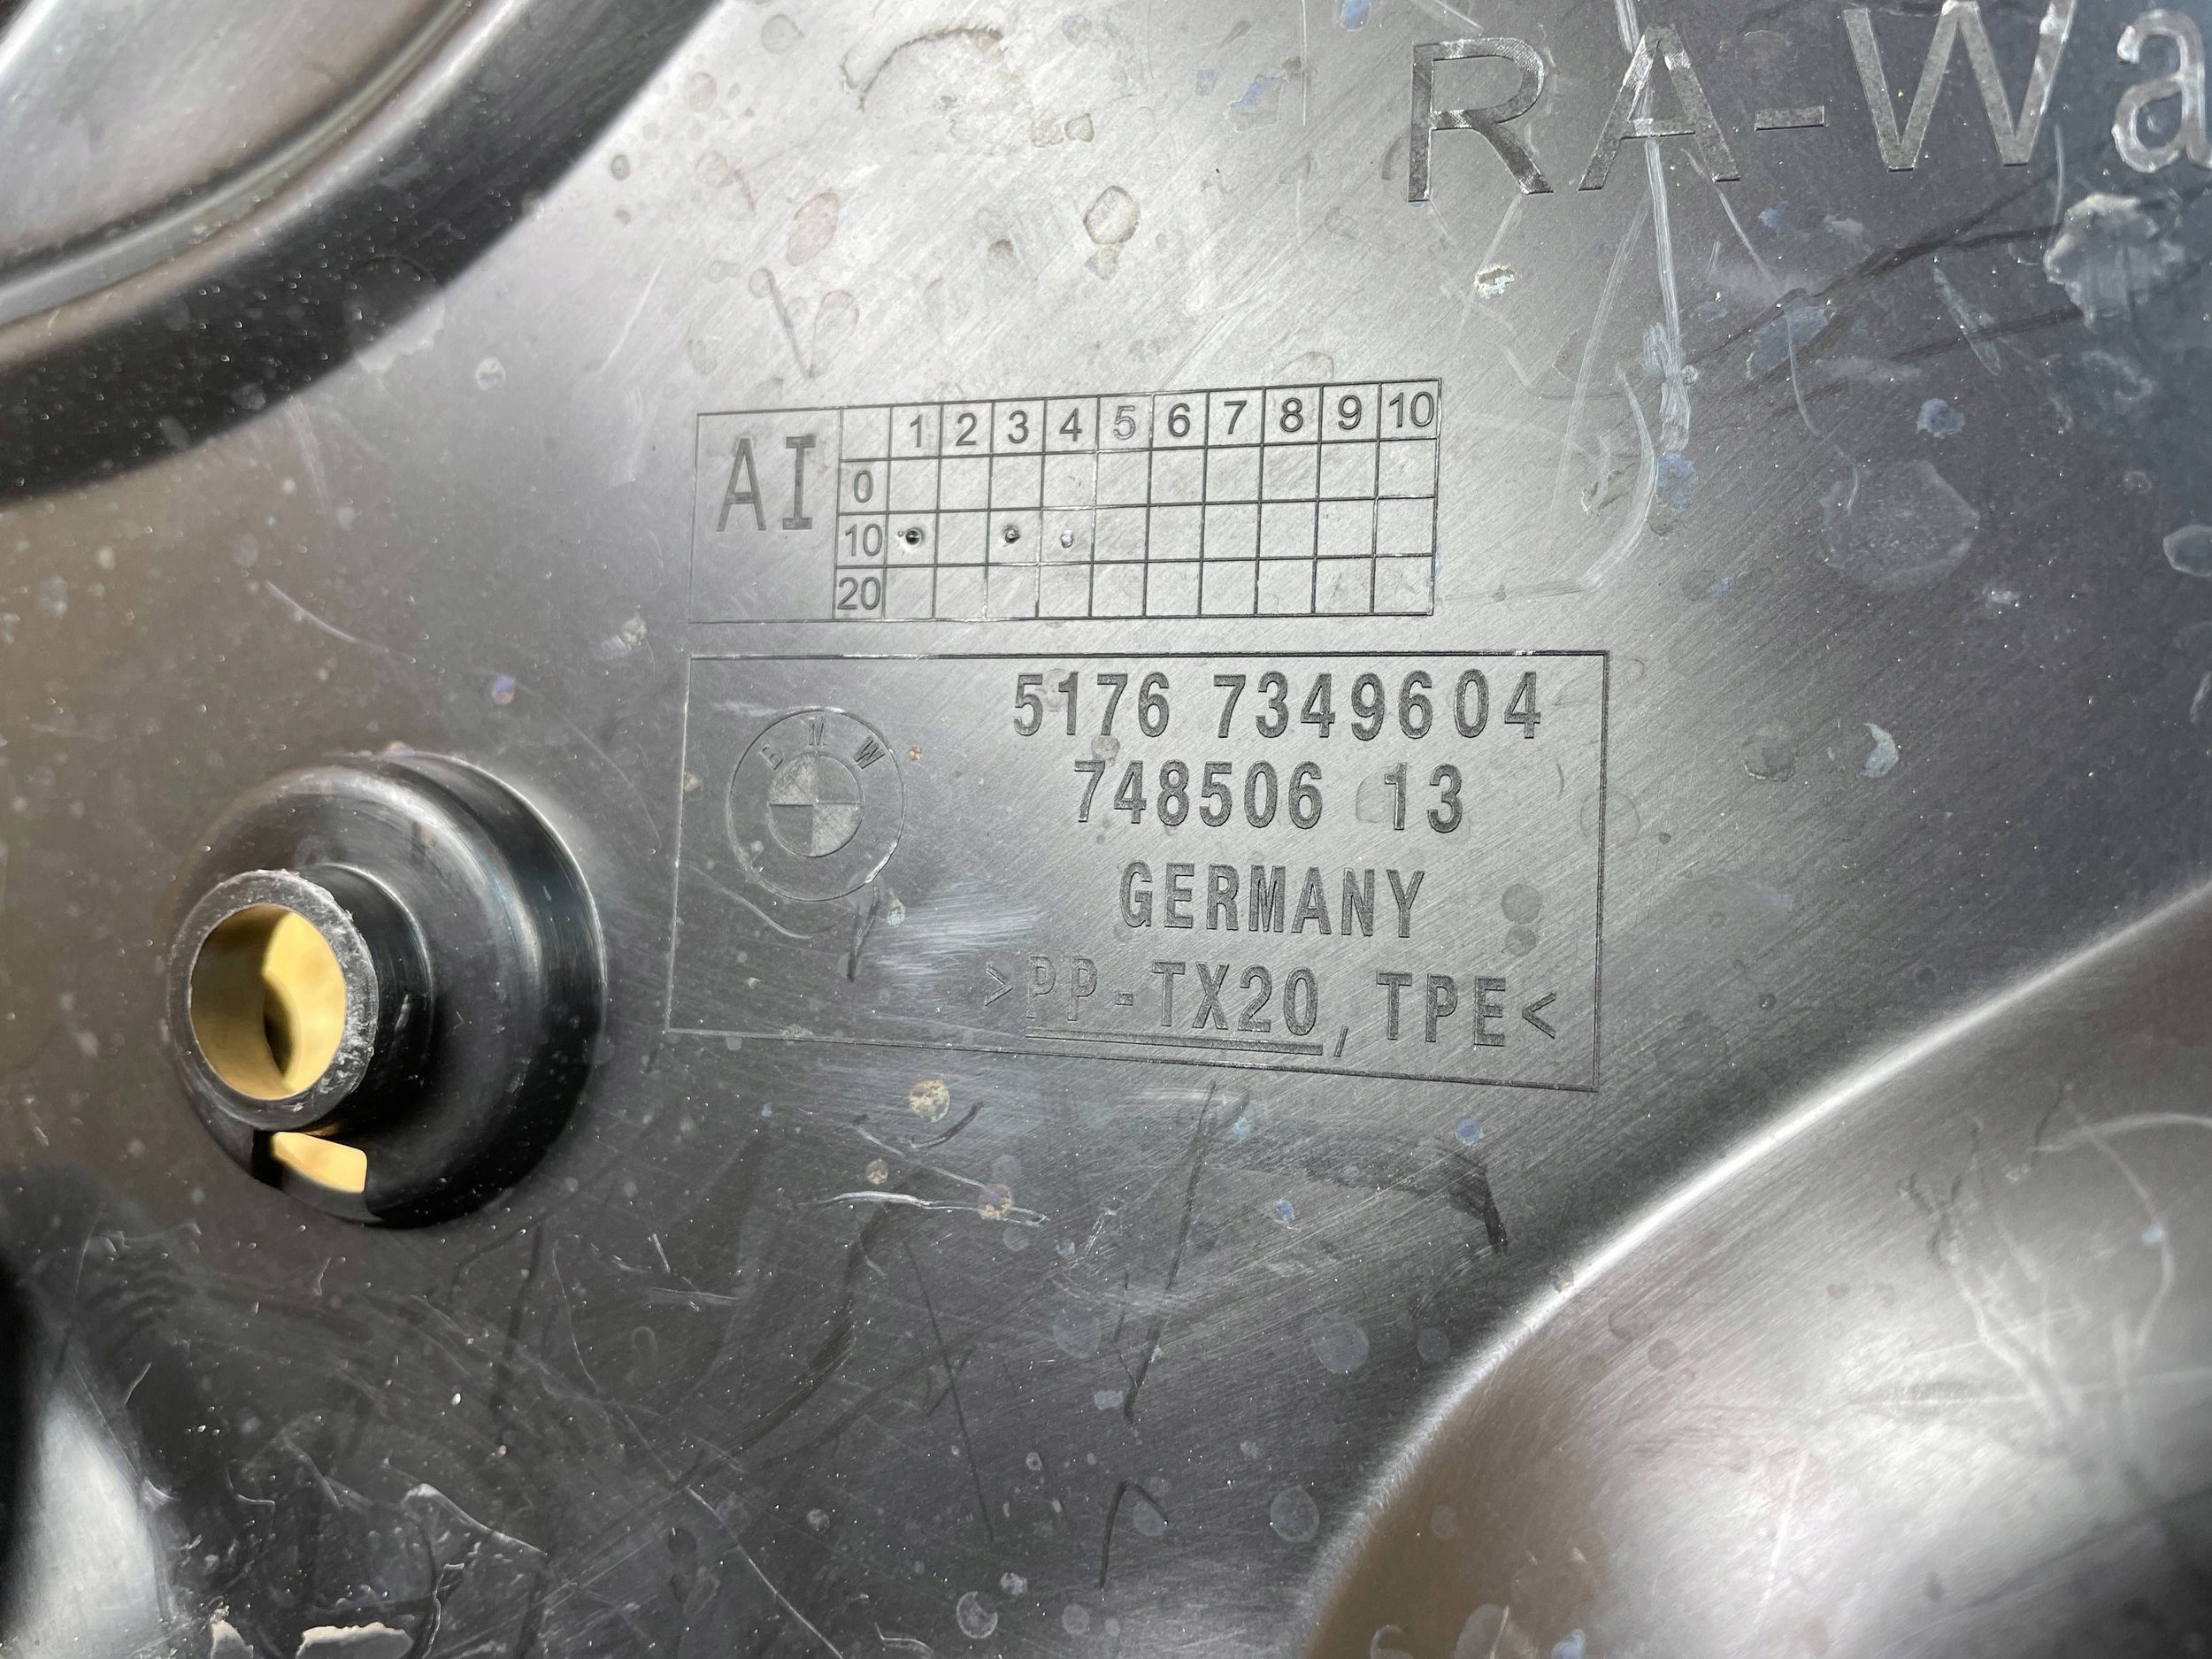 RA-Wa
AI 1 2 3 4 5 6 7 8 9 10
0
10
20
BMW
5176 7349604
748506 13
GERMANY
>PP-TX20, TPE<